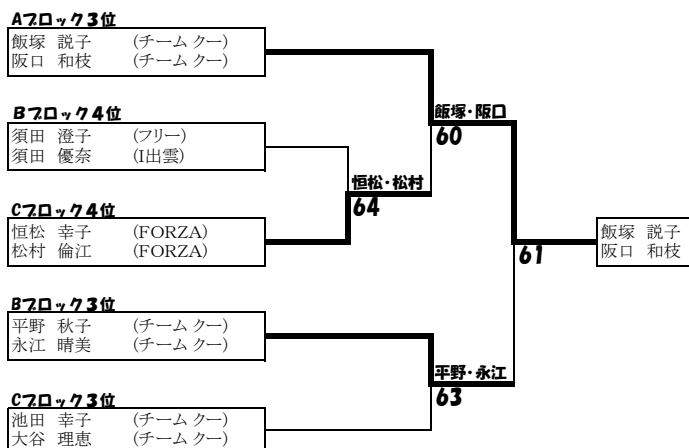 Aブロック3位
飯塚 説子 (チーム クー)
阪口 和枝 (チーム クー)
Bブロック4位
須田 澄子 (フリー)
須田 優奈 (I出雲)
Cブロック4位
恒松 幸子 (FORZA)
松村 倫江 (FORZA)
Bブロック3位
平野 秋子 (チーム クー)
永江 晴美 (チーム クー)
Cブロック3位
池田 幸子 (チーム クー)
大谷 理恵 (チーム クー)
恒松・松村
64
飯塚・阪口
60
平野・永江
63
61
飯塚 説子
阪口 和枝